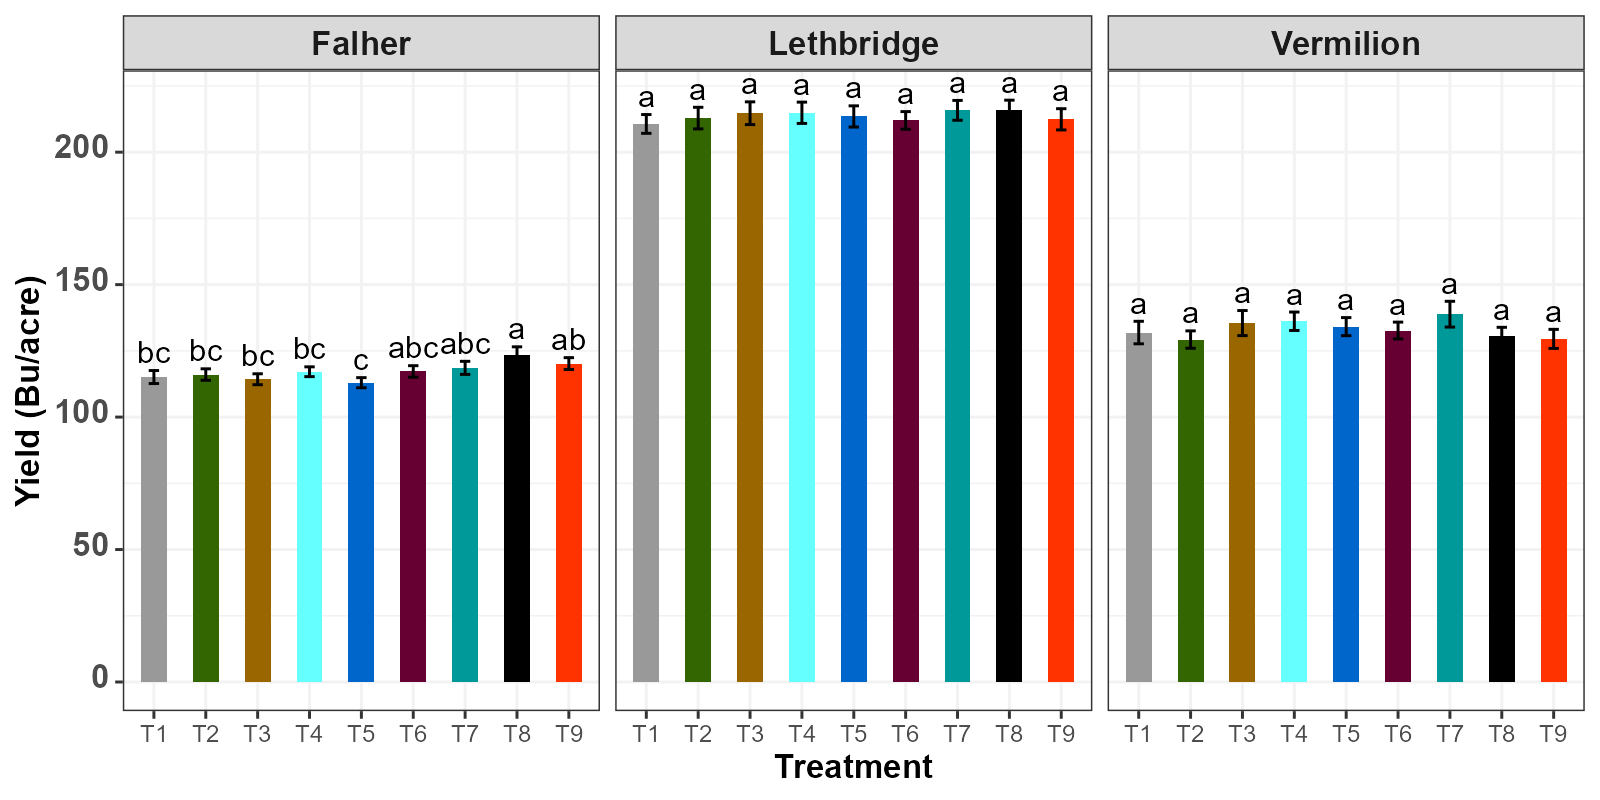 Falher Lethbridge Vermilion
Yield (Bu/acre)
200
150
100
50
0
bc bc bc bc c abc abc a ab
a a a a a a a a a
a a a a a a a a a
T1 T2 T3 T4 T5 T6 T7 T8 T9 T1 T2 T3 T4 T5 T6 T7 T8 T9 T1 T2 T3 T4 T5 T6 T7 T8 T9
Treatment